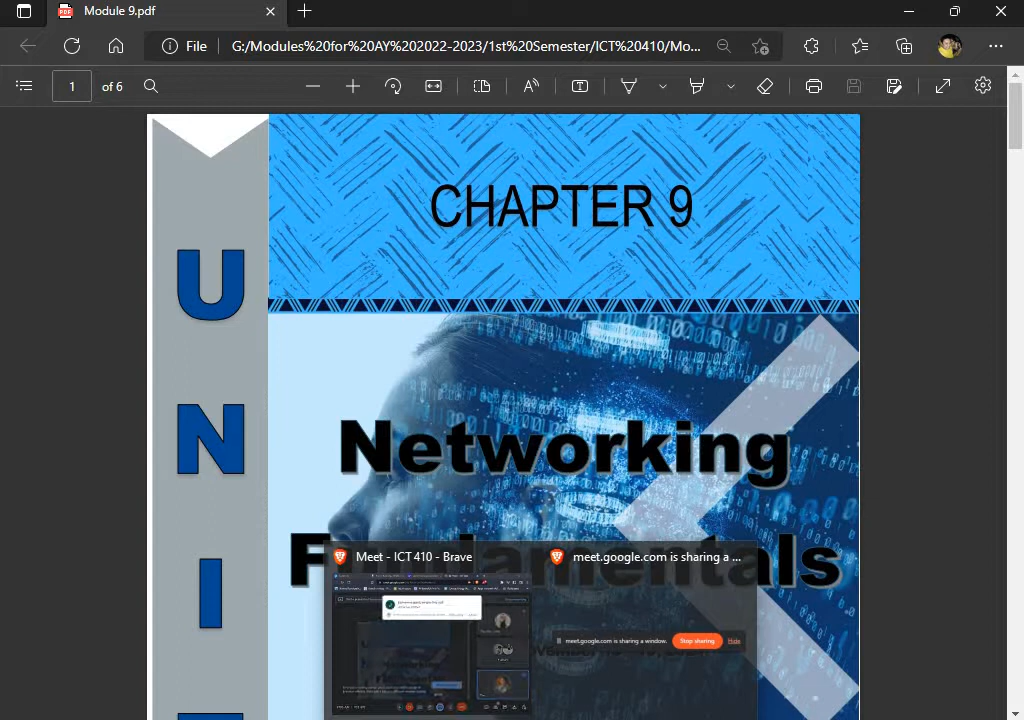 Module 9.pdf
File
G:/Modules%20for%20AY%202022-2023/1st%20Semester/ICT%20410/Mo...
1 of 6
CHAPTER 9
U
N
I
Networking
Fundamentals
Meet - ICT 410 - Brave
meet.google.com is sharing a ...
meet.google.com is sharing a window.
Stop sharing
Hide